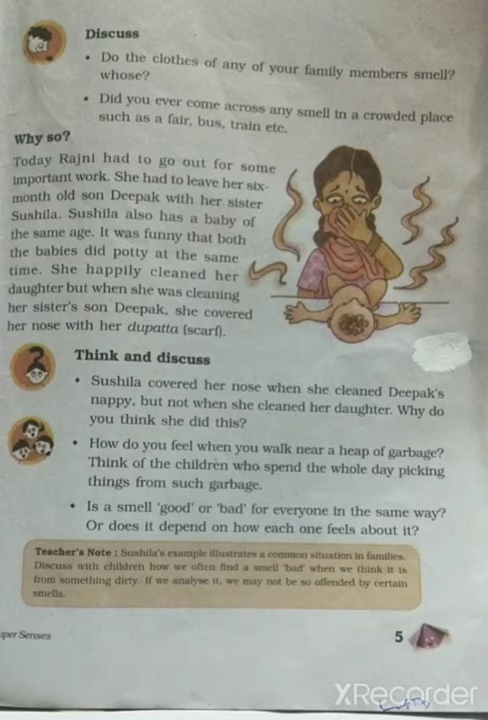 Discuss
• Do the clothes of any of your family members smell?
whose?
• Did you ever come across any smell in a crowded place
such as a fair, bus, train etc.
Why so?
Today Rajni had to go out for some
important work. She had to leave her six-
month old son Deepak with her sister
Sushila. Sushila also has a baby of
the same age. It was funny that both
the babies did potty at the same
time. She happily cleaned her
daughter but when she was cleaning
her sister's son Deepak, she covered
her nose with her dupatta (scarf).
Think and discuss
• Sushila covered her nose when she cleaned Deepak's
nappy, but not when she cleaned her daughter. Why do
you think she did this?
• How do you feel when you walk near a heap of garbage?
Think of the children who spend the whole day picking
things from such garbage.
• Is a smell 'good' or 'bad' for everyone in the same way?
Or does it depend on how each one feels about it?
Teacher's Note : Sushila's example illustrates a common situation in families.
Discuss with children how we often find a smell 'bad' when we think it is
from something dirty. If we analyse it, we may not be so offended by certain
smells.
uper Senses
5
XRecorder